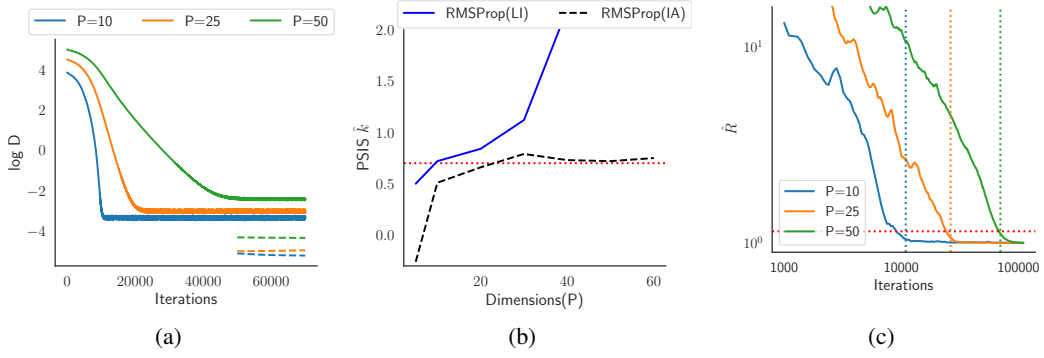 P=10 P=25 P=50
log D
4
2
0
−2
−4
0 20000 40000 60000
Iterations
(a)
RMSProp(LI) RMSProp(IA)
PSIS k̂
2.0
1.5
1.0
0.5
0.0
20 40 60
Dimensions(P)
(b)
R̂
10¹
10⁰
P=10
P=25
P=50
1000 10000 100000
Iterations
(c)